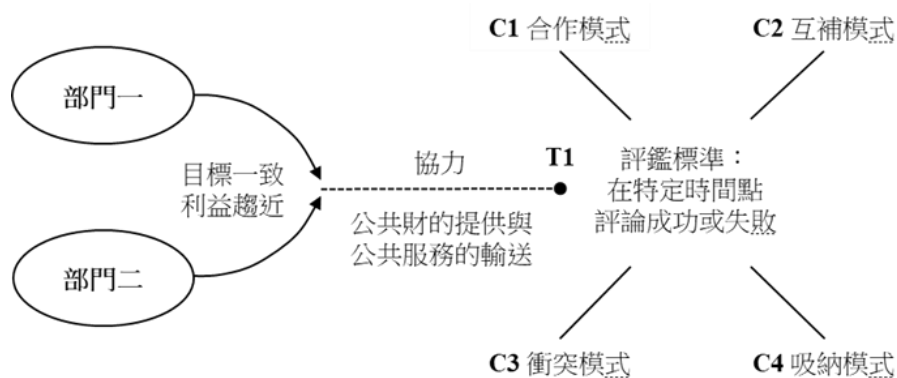 C1 合作模式
C2 互補模式
部門一
目標一致
利益趨近
部門二
協力
公共財的提供與
公共服務的輸送
T1
評鑑標準：
在特定時間點
評論成功或失敗
C3 衝突模式
C4 吸納模式